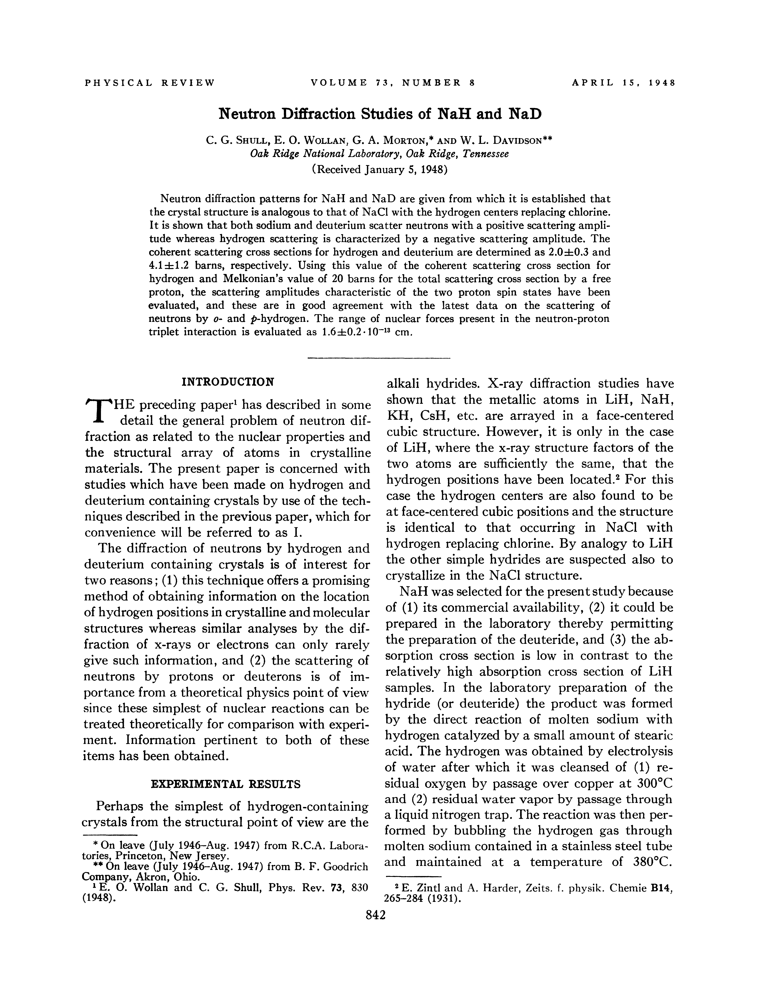 PHYSICAL REVIEW VOLUME 73, NUMBER 8 APRIL 15, 1948
Neutron Diffraction Studies of NaH and NaD
C. G. SHULL, E. O. WOLLAN, G. A. MORTON,* AND W. L. DAVIDSON**
Oak Ridge National Laboratory, Oak Ridge, Tennessee
(Received January 5, 1948)
Neutron diffraction patterns for NaH and NaD are given from which it is established that
the crystal structure is analogous to that of NaCl with the hydrogen centers replacing chlorine.
It is shown that both sodium and deuterium scatter neutrons with a positive scattering ampli-
tude whereas hydrogen scattering is characterized by a negative scattering amplitude. The
coherent scattering cross sections for hydrogen and deuterium are determined as 2.0±0.3 and
4.1±1.2 barns, respectively. Using this value of the coherent scattering cross section for
hydrogen and Melkonian's value of 20 barns for the total scattering cross section by a free
proton, the scattering amplitudes characteristic of the two proton spin states have been
evaluated, and these are in good agreement with the latest data on the scattering of
neutrons by o- and p-hydrogen. The range of nuclear forces present in the neutron-proton
triplet interaction is evaluated as 1.6±0.2·10⁻¹³ cm.
INTRODUCTION
THE preceding paper¹ has described in some
detail the general problem of neutron dif-
fraction as related to the nuclear properties and
the structural array of atoms in crystalline
materials. The present paper is concerned with
studies which have been made on hydrogen and
deuterium containing crystals by use of the tech-
niques described in the previous paper, which for
convenience will be referred to as I.
The diffraction of neutrons by hydrogen and
deuterium containing crystals is of interest for
two reasons; (1) this technique offers a promising
method of obtaining information on the location
of hydrogen positions in crystalline and molecular
structures whereas similar analyses by the dif-
fraction of x-rays or electrons can only rarely
give such information, and (2) the scattering of
neutrons by protons or deuterons is of im-
portance from a theoretical physics point of view
since these simplest of nuclear reactions can be
treated theoretically for comparison with experi-
ment. Information pertinent to both of these
items has been obtained.
EXPERIMENTAL RESULTS
Perhaps the simplest of hydrogen-containing
crystals from the structural point of view are the
* On leave (July 1946–Aug. 1947) from R.C.A. Labora-
tories, Princeton, New Jersey.
** On leave (July 1946–Aug. 1947) from B. F. Goodrich
Company, Akron, Ohio.
¹ E. O. Wollan and C. G. Shull, Phys. Rev. 73, 830
(1948).
alkali hydrides. X-ray diffraction studies have
shown that the metallic atoms in LiH, NaH,
KH, CsH, etc. are arrayed in a face-centered
cubic structure. However, it is only in the case
of LiH, where the x-ray structure factors of the
two atoms are sufficiently the same, that the
hydrogen positions have been located.² For this
case the hydrogen centers are also found to be
at face-centered cubic positions and the structure
is identical to that occurring in NaCl with
hydrogen replacing chlorine. By analogy to LiH
the other simple hydrides are suspected also to
crystallize in the NaCl structure.
NaH was selected for the present study because
of (1) its commercial availability, (2) it could be
prepared in the laboratory thereby permitting
the preparation of the deuteride, and (3) the ab-
sorption cross section is low in contrast to the
relatively high absorption cross section of LiH
samples. In the laboratory preparation of the
hydride (or deuteride) the product was formed
by the direct reaction of molten sodium with
hydrogen catalyzed by a small amount of stearic
acid. The hydrogen was obtained by electrolysis
of water after which it was cleansed of (1) re-
sidual oxygen by passage over copper at 300°C
and (2) residual water vapor by passage through
a liquid nitrogen trap. The reaction was then per-
formed by bubbling the hydrogen gas through
molten sodium contained in a stainless steel tube
and maintained at a temperature of 380°C.
² E. Zintl and A. Harder, Zeits. f. physik. Chemie B14,
265–284 (1931).
842